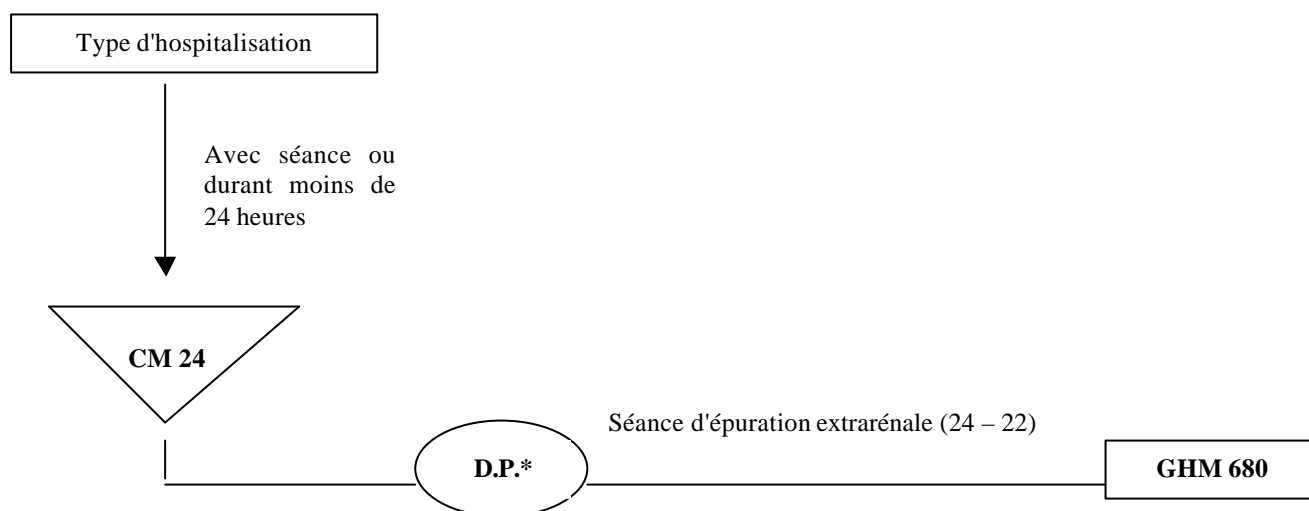 Type d'hospitalisation
Avec séance ou
durant moins de
24 heures
CM 24
Séance d'épuration extrarénale (24 – 22)
D.P.*
GHM 680